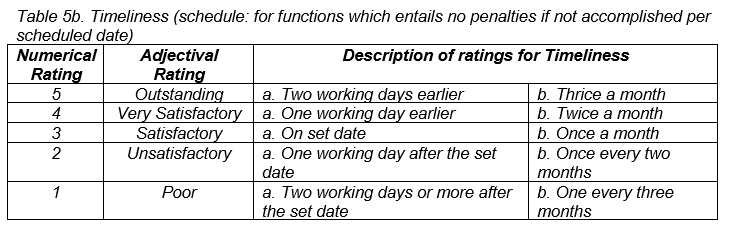 Table 5b. Timeliness (schedule: for functions which entails no penalties if not accomplished per
scheduled date)
Numerical Rating Adjectival Rating Description of ratings for Timeliness
5 Outstanding a. Two working days earlier b. Thrice a month
4 Very Satisfactory a. One working day earlier b. Twice a month
3 Satisfactory a. On set date b. Once a month
2 Unsatisfactory a. One working day after the set date b. Once every two months
1 Poor a. Two working days or more after the set date b. One every three months